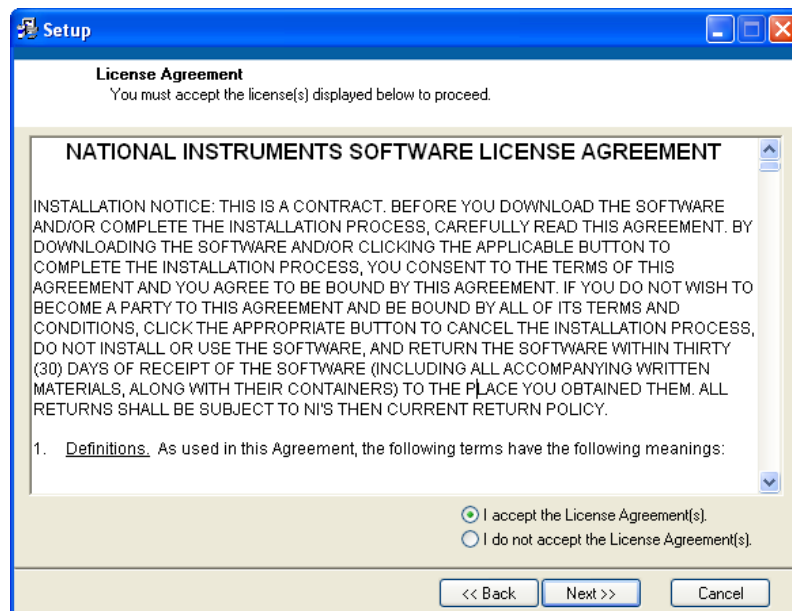 Setup
License Agreement
You must accept the license(s) displayed below to proceed.
NATIONAL INSTRUMENTS SOFTWARE LICENSE AGREEMENT
INSTALLATION NOTICE: THIS IS A CONTRACT. BEFORE YOU DOWNLOAD THE SOFTWARE
AND/OR COMPLETE THE INSTALLATION PROCESS, CAREFULLY READ THIS AGREEMENT. BY
DOWNLOADING THE SOFTWARE AND/OR CLICKING THE APPLICABLE BUTTON TO
COMPLETE THE INSTALLATION PROCESS, YOU CONSENT TO THE TERMS OF THIS
AGREEMENT AND YOU AGREE TO BE BOUND BY THIS AGREEMENT. IF YOU DO NOT WISH TO
BECOME A PARTY TO THIS AGREEMENT AND BE BOUND BY ALL OF ITS TERMS AND
CONDITIONS, CLICK THE APPROPRIATE BUTTON TO CANCEL THE INSTALLATION PROCESS,
DO NOT INSTALL OR USE THE SOFTWARE, AND RETURN THE SOFTWARE WITHIN THIRTY
(30) DAYS OF RECEIPT OF THE SOFTWARE (INCLUDING ALL ACCOMPANYING WRITTEN
MATERIALS, ALONG WITH THEIR CONTAINERS) TO THE PLACE YOU OBTAINED THEM. ALL
RETURNS SHALL BE SUBJECT TO NI'S THEN CURRENT RETURN POLICY.
1. Definitions. As used in this Agreement, the following terms have the following meanings:
I accept the License Agreement(s).
I do not accept the License Agreement(s).
<< Back Next >> Cancel